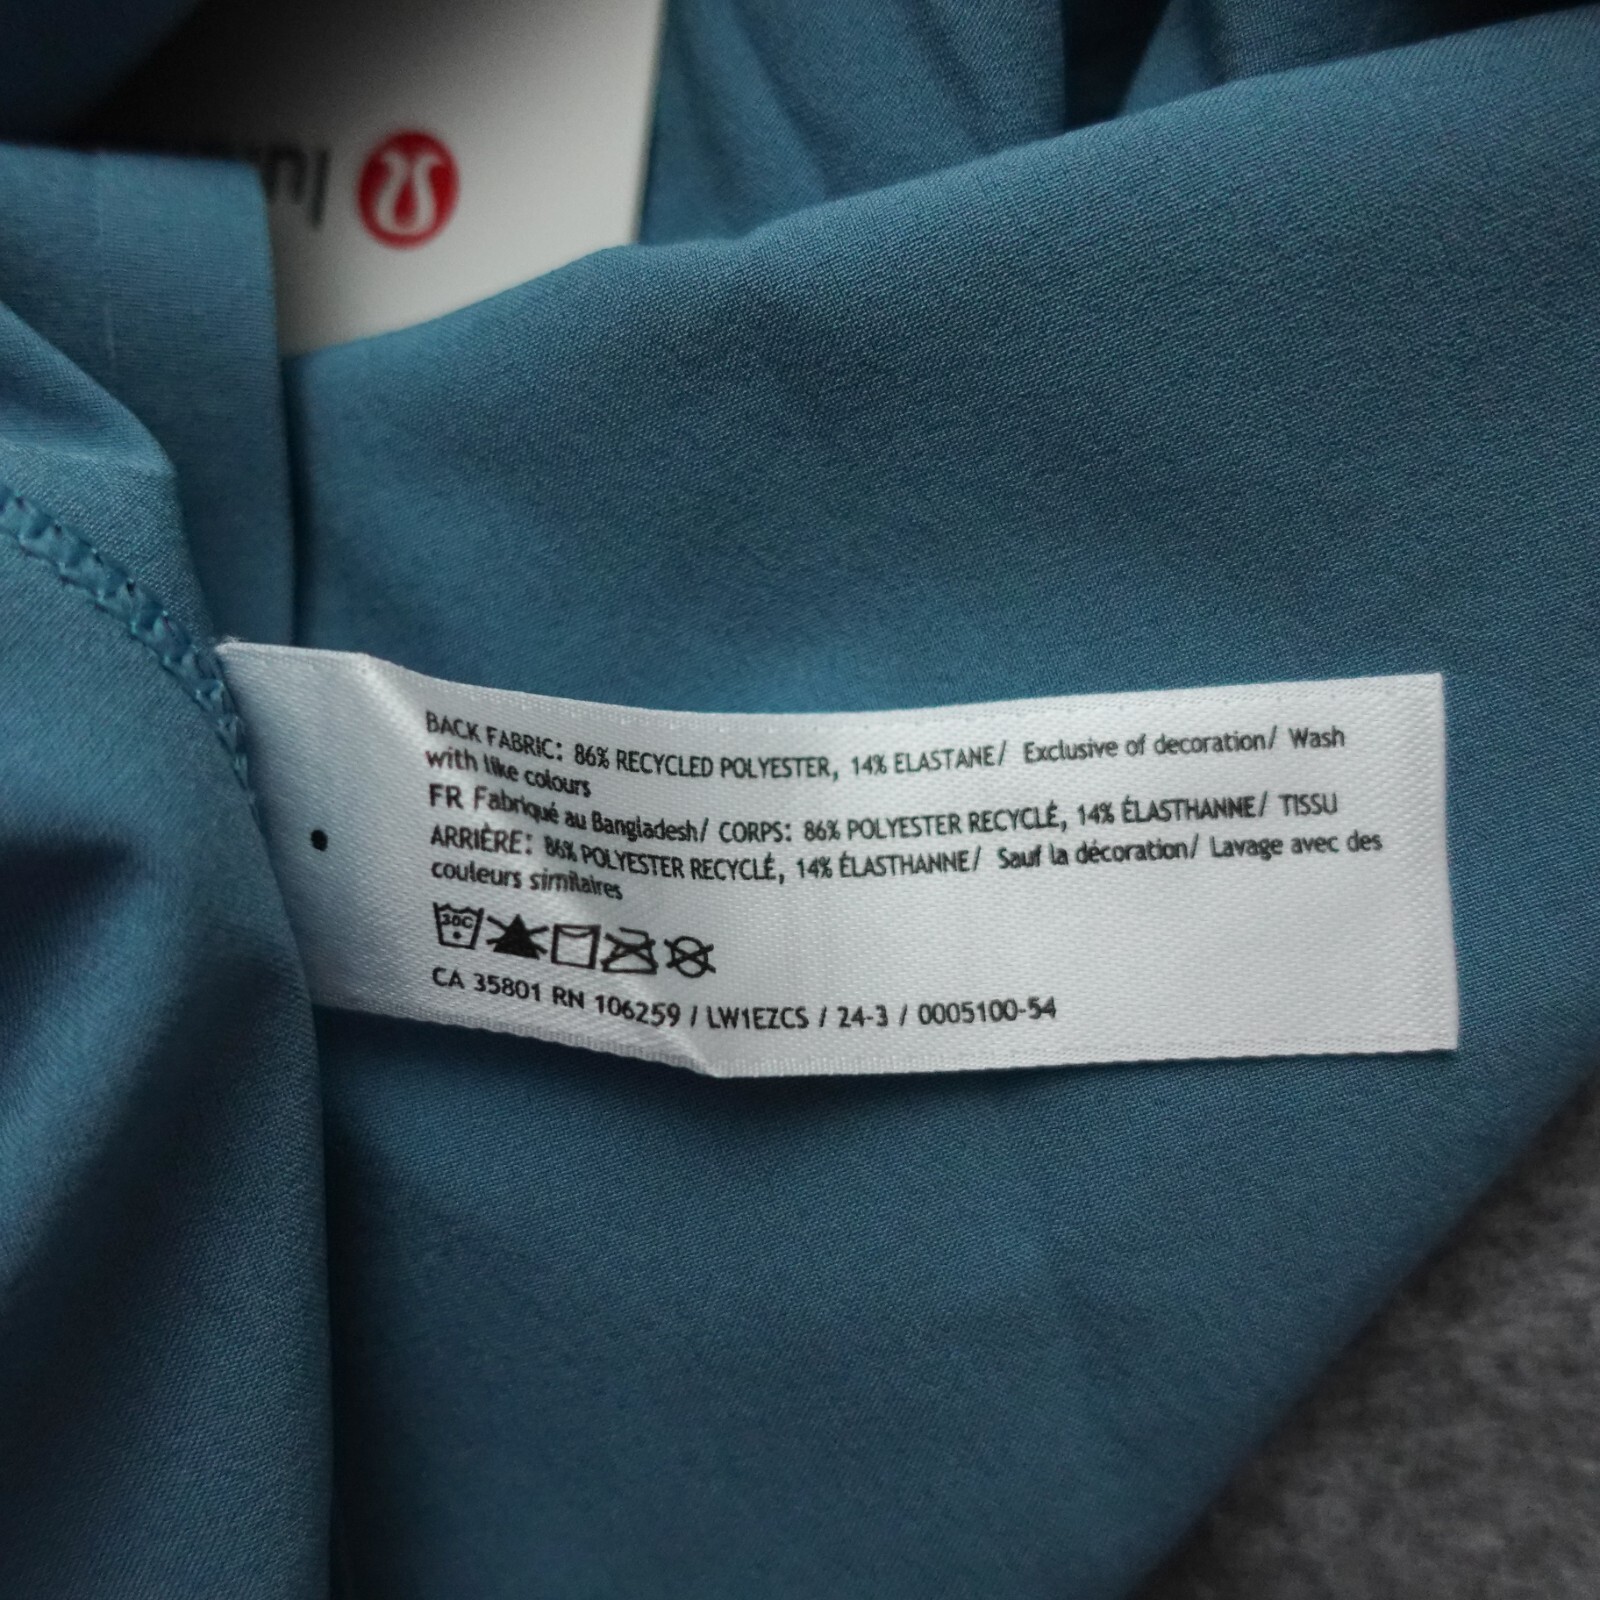 lu
BACK FABRIC: 86% RECYCLED POLYESTER, 14% ELASTANE/ Exclusive of decoration/ Wash
with like colours
FR Fabriqué au Bangladesh/ CORPS: 86% POLYESTER RECYCLÉ, 14% ÉLASTHANNE/ TISSU
ARRIÈRE: 86% POLYESTER RECYCLÉ, 14% ÉLASTHANNE/ Sauf la décoration/ Lavage avec des
couleurs similaires
30C
CA 35801 RN 106259 / LW1EZCS / 24-3 / 0005100-54